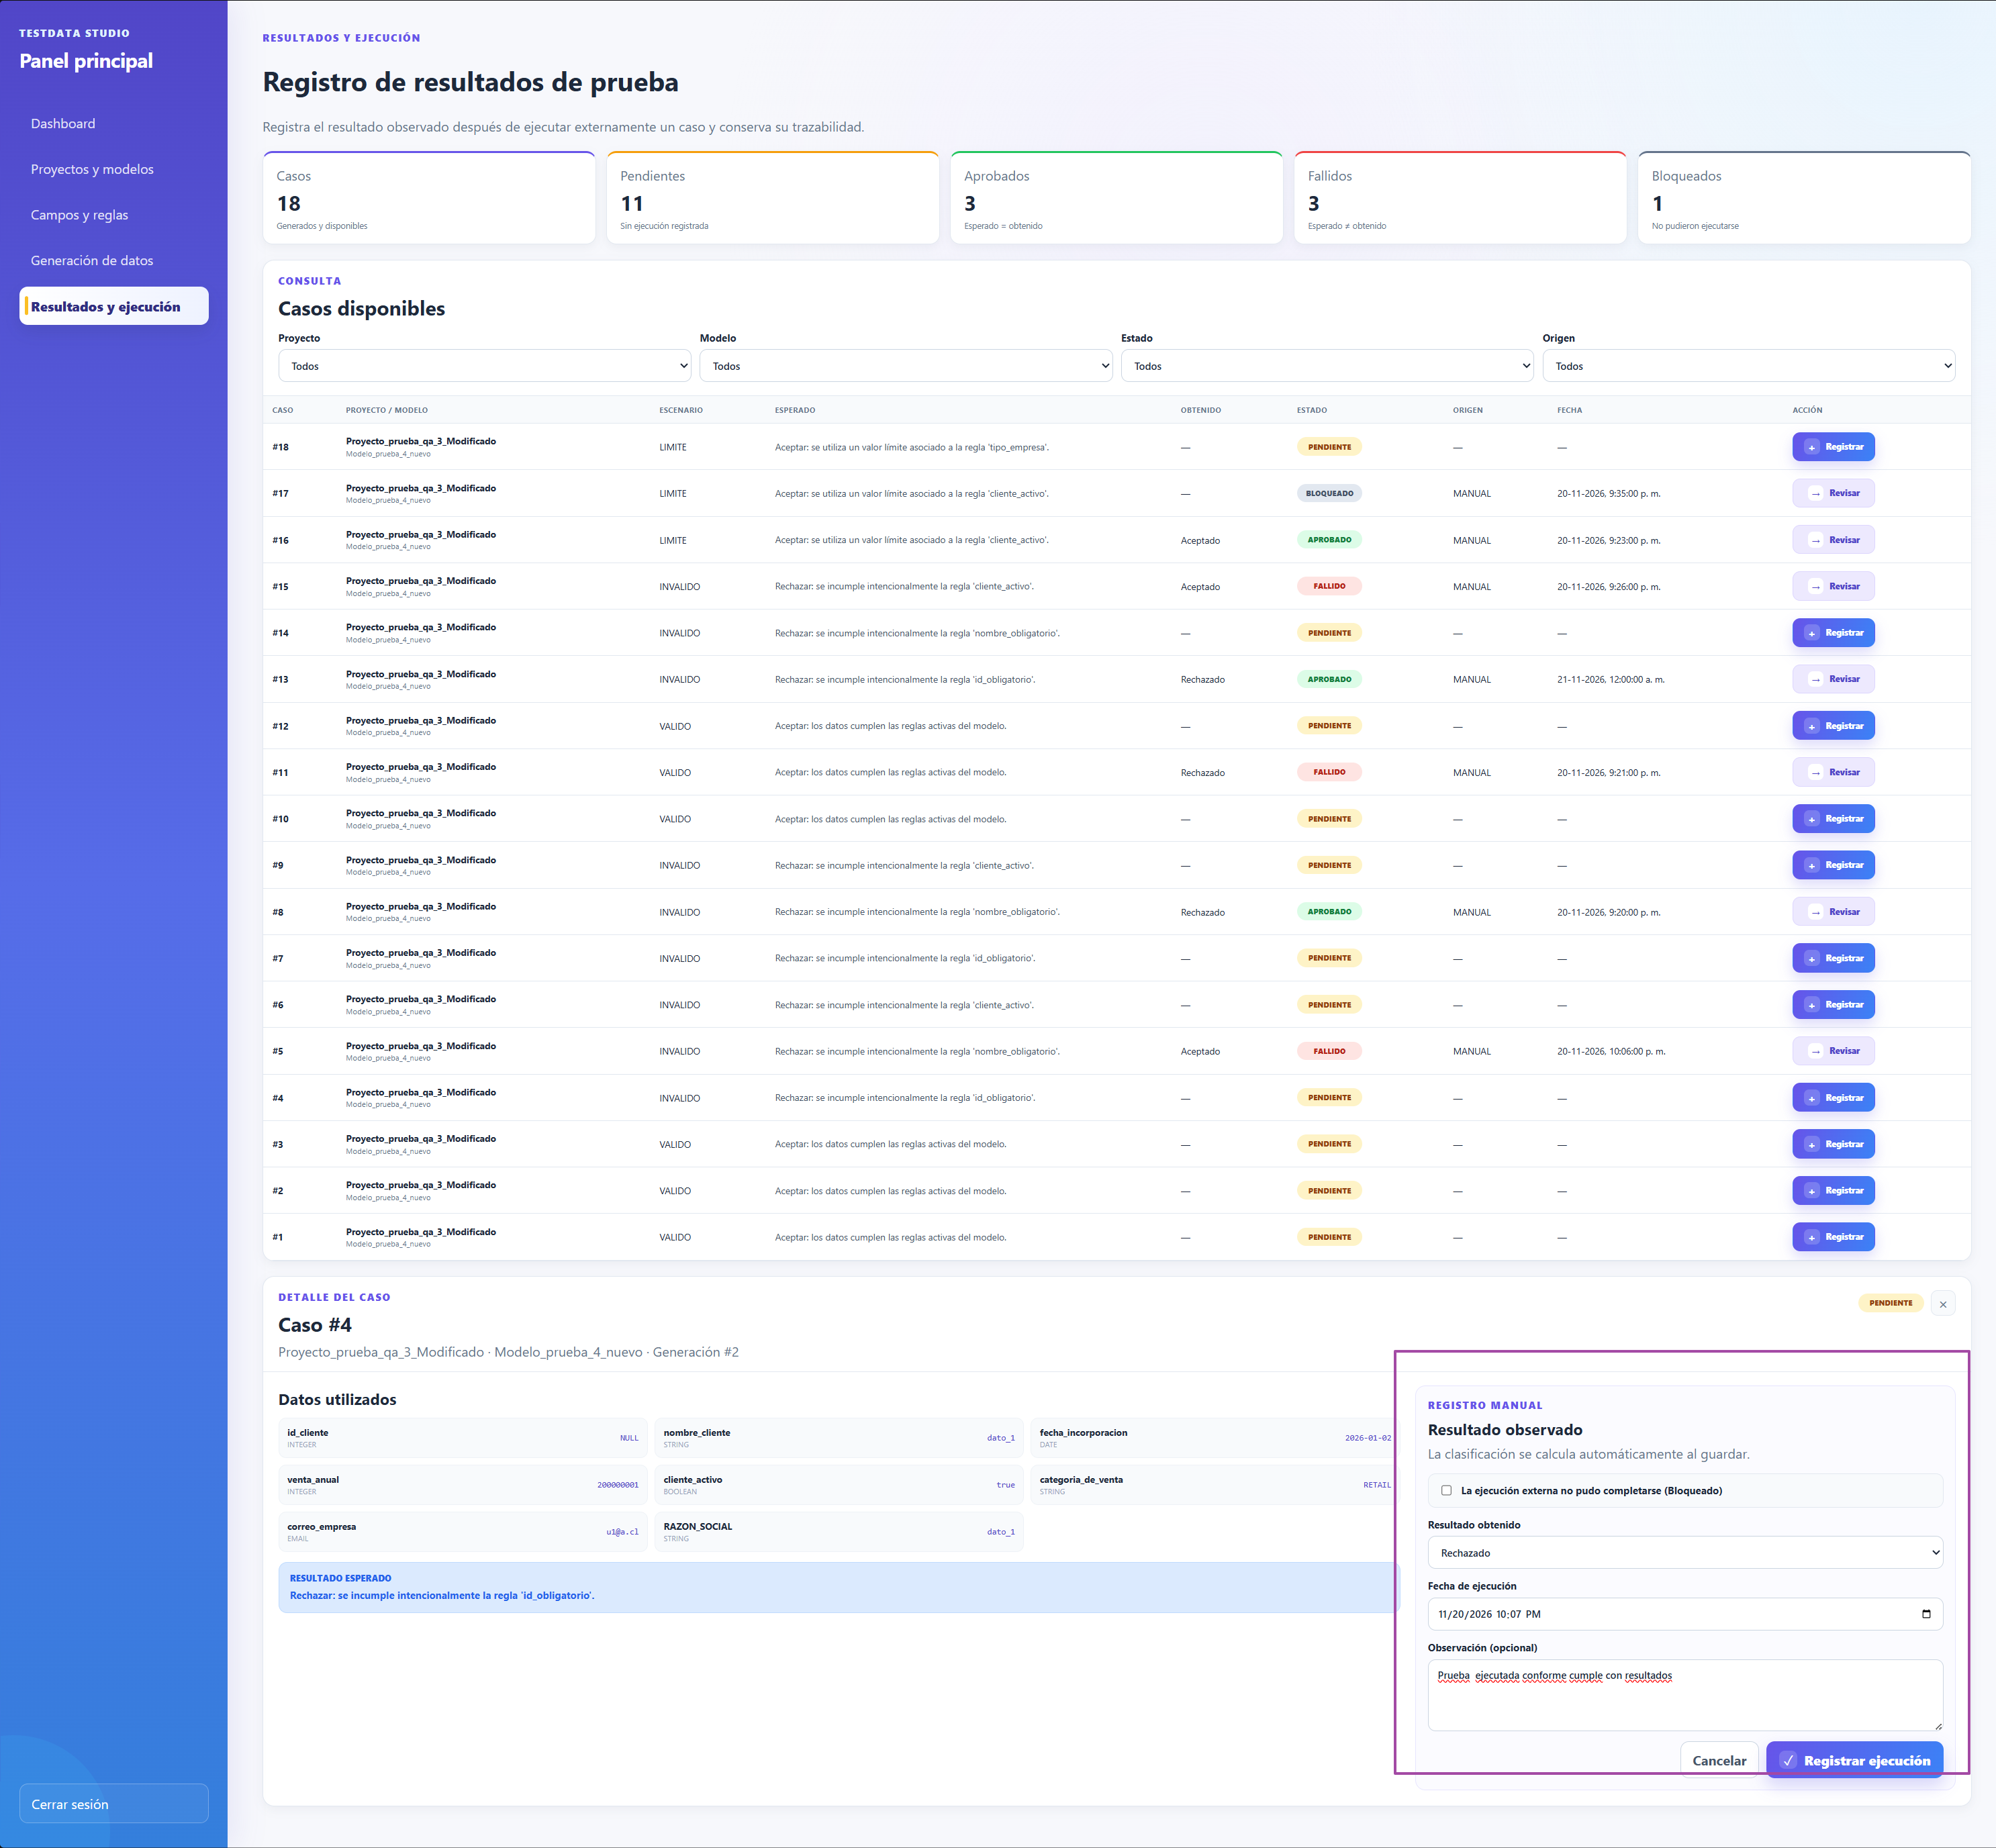 TESTDATA STUDIO
Panel principal
Dashboard
Proyectos y modelos
Campos y reglas
Generación de datos
Resultados y ejecución
Cerrar sesión
RESULTADOS Y EJECUCIÓN
Registro de resultados de prueba
Registra el resultado observado después de ejecutar externamente un caso y conserva su trazabilidad.
Casos
18
Generados y disponibles
Pendientes
11
Sin ejecución registrada
Aprobados
3
Esperado = obtenido
Fallidos
3
Esperado ≠ obtenido
Bloqueados
1
No pudieron ejecutarse
CONSULTA
Casos disponibles
Proyecto Modelo Estado Origen
Todos Todos Todos Todos
CASO PROYECTO / MODELO ESCENARIO ESPERADO OBTENIDO ESTADO ORIGEN FECHA ACCIÓN
#18 Proyecto_prueba_qa_3_Modificado LIMITE Aceptar: se utiliza un valor límite asociado a la regla 'tipo_empresa'. — PENDIENTE — — + Registrar
Modelo_prueba_4_nuevo
#17 Proyecto_prueba_qa_3_Modificado LIMITE Aceptar: se utiliza un valor límite asociado a la regla 'cliente_activo'. — BLOQUEADO MANUAL 20-11-2026, 9:35:00 p. m. → Revisar
Modelo_prueba_4_nuevo
#16 Proyecto_prueba_qa_3_Modificado LIMITE Aceptar: se utiliza un valor límite asociado a la regla 'cliente_activo'. Aceptado APROBADO MANUAL 20-11-2026, 9:23:00 p. m. → Revisar
Modelo_prueba_4_nuevo
#15 Proyecto_prueba_qa_3_Modificado INVALIDO Rechazar: se incumple intencionalmente la regla 'cliente_activo'. Aceptado FALLIDO MANUAL 20-11-2026, 9:26:00 p. m. → Revisar
Modelo_prueba_4_nuevo
#14 Proyecto_prueba_qa_3_Modificado INVALIDO Rechazar: se incumple intencionalmente la regla 'nombre_obligatorio'. — PENDIENTE — — + Registrar
Modelo_prueba_4_nuevo
#13 Proyecto_prueba_qa_3_Modificado INVALIDO Rechazar: se incumple intencionalmente la regla 'id_obligatorio'. Rechazado APROBADO MANUAL 21-11-2026, 12:00:00 a. m. → Revisar
Modelo_prueba_4_nuevo
#12 Proyecto_prueba_qa_3_Modificado VALIDO Aceptar: los datos cumplen las reglas activas del modelo. — PENDIENTE — — + Registrar
Modelo_prueba_4_nuevo
#11 Proyecto_prueba_qa_3_Modificado VALIDO Aceptar: los datos cumplen las reglas activas del modelo. Rechazado FALLIDO MANUAL 20-11-2026, 9:21:00 p. m. → Revisar
Modelo_prueba_4_nuevo
#10 Proyecto_prueba_qa_3_Modificado VALIDO Aceptar: los datos cumplen las reglas activas del modelo. — PENDIENTE — — + Registrar
Modelo_prueba_4_nuevo
#9 Proyecto_prueba_qa_3_Modificado INVALIDO Rechazar: se incumple intencionalmente la regla 'cliente_activo'. — PENDIENTE — — + Registrar
Modelo_prueba_4_nuevo
#8 Proyecto_prueba_qa_3_Modificado INVALIDO Rechazar: se incumple intencionalmente la regla 'nombre_obligatorio'. Rechazado APROBADO MANUAL 20-11-2026, 9:20:00 p. m. → Revisar
Modelo_prueba_4_nuevo
#7 Proyecto_prueba_qa_3_Modificado INVALIDO Rechazar: se incumple intencionalmente la regla 'id_obligatorio'. — PENDIENTE — — + Registrar
Modelo_prueba_4_nuevo
#6 Proyecto_prueba_qa_3_Modificado INVALIDO Rechazar: se incumple intencionalmente la regla 'cliente_activo'. — PENDIENTE — — + Registrar
Modelo_prueba_4_nuevo
#5 Proyecto_prueba_qa_3_Modificado INVALIDO Rechazar: se incumple intencionalmente la regla 'nombre_obligatorio'. Aceptado FALLIDO MANUAL 20-11-2026, 10:06:00 p. m. → Revisar
Modelo_prueba_4_nuevo
#4 Proyecto_prueba_qa_3_Modificado INVALIDO Rechazar: se incumple intencionalmente la regla 'id_obligatorio'. — PENDIENTE — — + Registrar
Modelo_prueba_4_nuevo
#3 Proyecto_prueba_qa_3_Modificado VALIDO Aceptar: los datos cumplen las reglas activas del modelo. — PENDIENTE — — + Registrar
Modelo_prueba_4_nuevo
#2 Proyecto_prueba_qa_3_Modificado VALIDO Aceptar: los datos cumplen las reglas activas del modelo. — PENDIENTE — — + Registrar
Modelo_prueba_4_nuevo
#1 Proyecto_prueba_qa_3_Modificado VALIDO Aceptar: los datos cumplen las reglas activas del modelo. — PENDIENTE — — + Registrar
Modelo_prueba_4_nuevo
DETALLE DEL CASO
Caso #4
PENDIENTE ×
Proyecto_prueba_qa_3_Modificado · Modelo_prueba_4_nuevo · Generación #2
Datos utilizados
id_cliente NULL
INTEGER
nombre_cliente dato_1
STRING
fecha_incorporacion 2026-01-02
DATE
venta_anual 200000001
INTEGER
cliente_activo true
BOOLEAN
categoria_de_venta RETAIL
STRING
correo_empresa u1@a.cl
EMAIL
RAZON_SOCIAL dato_1
STRING
RESULTADO ESPERADO
Rechazar: se incumple intencionalmente la regla 'id_obligatorio'.
REGISTRO MANUAL
Resultado observado
La clasificación se calcula automáticamente al guardar.
La ejecución externa no pudo completarse (Bloqueado)
Resultado obtenido
Rechazado
Fecha de ejecución
11/20/2026 10:07 PM
Observación (opcional)
Prueba  ejecutada conforme cumple con resultados
Cancelar
✓ Registrar ejecución